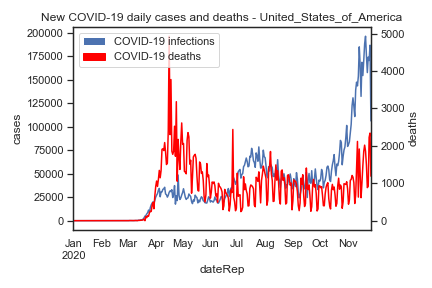 New COVID-19 daily cases and deaths - United_States_of_America
COVID-19 infections
COVID-19 deaths
200000
175000
150000
125000
100000
75000
50000
25000
0
cases
5000
4000
3000
2000
1000
0
deaths
Jan Feb Mar Apr May Jun Jul Aug Sep Oct Nov
2020
dateRep